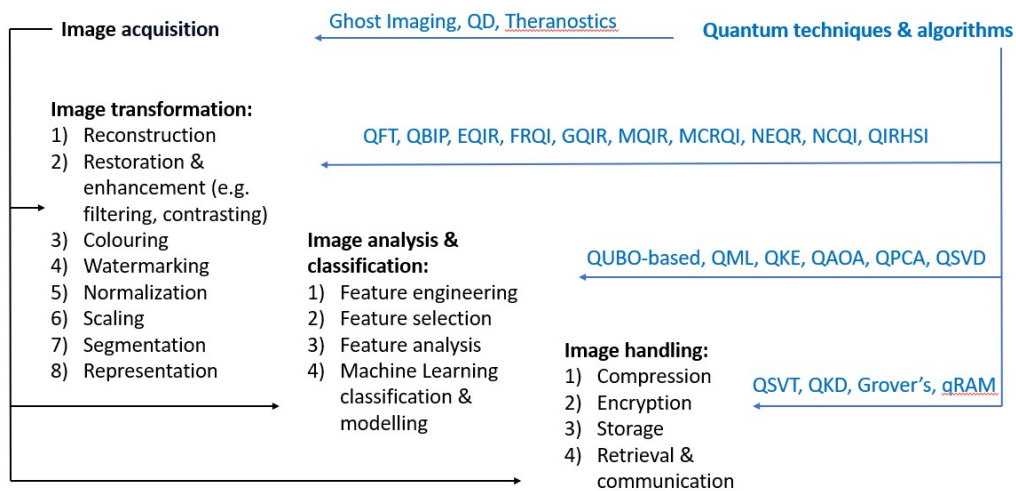 Image acquisition
Ghost Imaging, QD, Theranostics
Quantum techniques & algorithms
Image transformation:
1) Reconstruction
2) Restoration &
enhancement (e.g.
filtering, contrasting)
3) Colouring
4) Watermarking
5) Normalization
6) Scaling
7) Segmentation
8) Representation
QFT, QBIP, EQIR, FRQI, GQIR, MQIR, MCRQI, NEQR, NCQI, QIRHSI
Image analysis &
classification:
1) Feature engineering
2) Feature selection
3) Feature analysis
4) Machine Learning
classification &
modelling
QUBO-based, QML, QKE, QAOA, QPCA, QSVD
Image handling:
1) Compression
2) Encryption
3) Storage
4) Retrieval &
communication
QSVT, QKD, Grover’s, qRAM